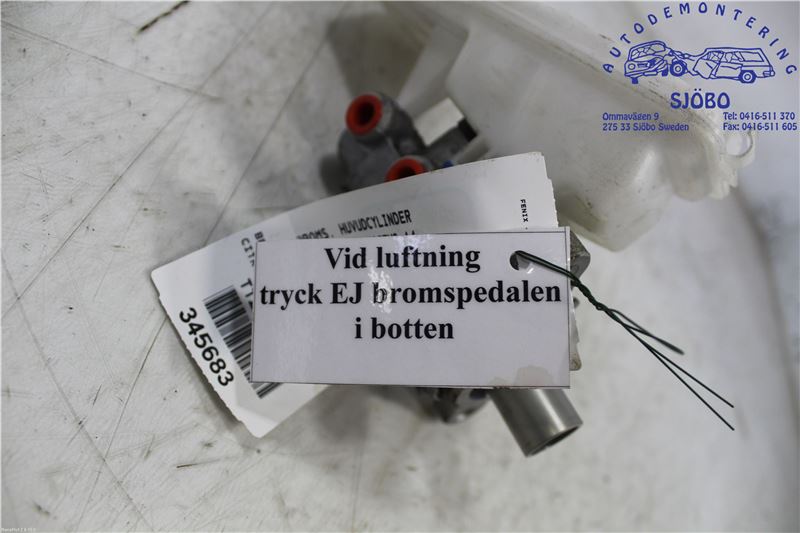 AUTODEMONTERING
SJÖBO
Ommavägen 9
275 33 Sjöbo Sweden
Tel: 0416-511 370
Fax: 0416-511 605
FENIX
HUVUDCYLINDER
345683
Vid luftning
tryck EJ bromspedalen
i botten